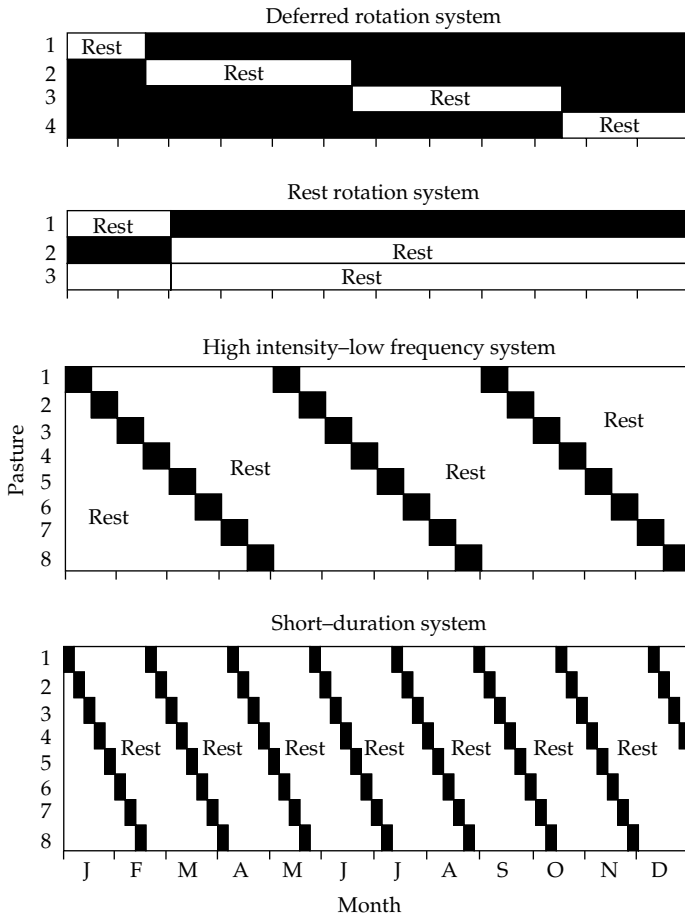 Deferred rotation system
1 Rest
2 Rest
3 Rest
4 Rest
Rest rotation system
1 Rest
2 Rest
3 Rest
High intensity–low frequency system
1
2
3 Rest
4
5 Rest Rest
6 Rest
7
8
Pasture
Short–duration system
1
2
3
4 Rest Rest Rest Rest Rest Rest Rest
5
6
7
8
J F M A M J J A S O N D
Month